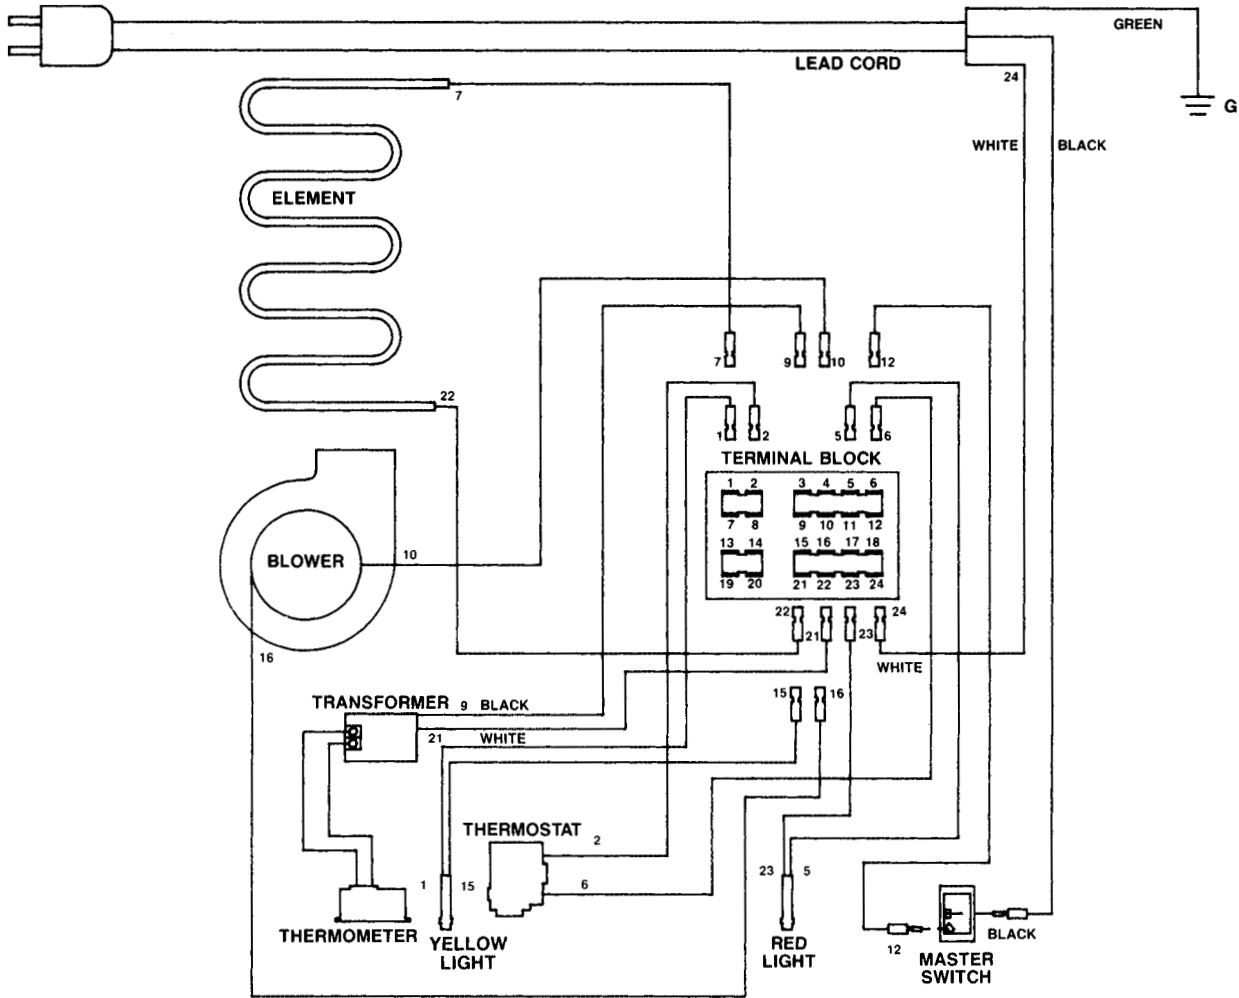 GREEN
LEAD CORD
24
G
7
WHITE
BLACK
ELEMENT
7
9
10
12
22
1
2
5
6
TERMINAL BLOCK
1 2 3 4 5 6
7 8 9 10 11 12
13 14 15 16 17 18
19 20 21 22 23 24
BLOWER
10
22
21
23
24
16
WHITE
15
16
TRANSFORMER
9 BLACK
21 WHITE
THERMOSTAT
2
6
1
15
23
5
THERMOMETER
YELLOW
LIGHT
RED
LIGHT
12
BLACK
MASTER
SWITCH